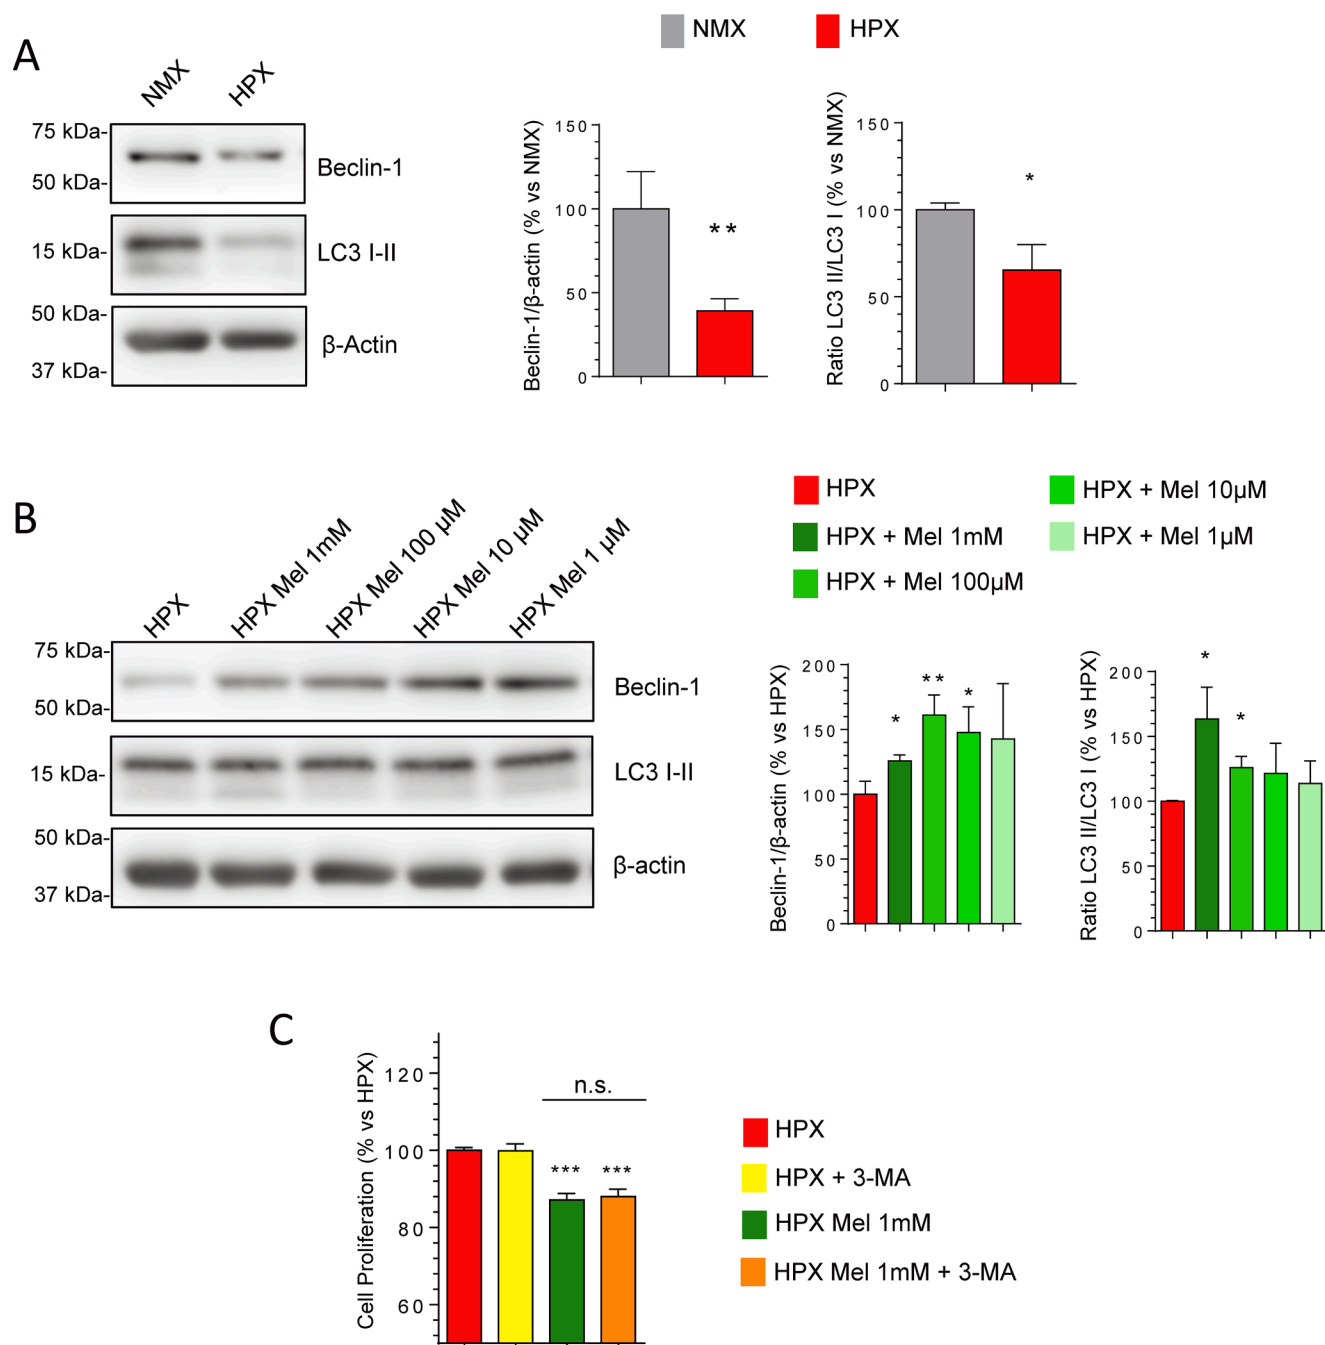 NMX
HPX
A
NMX
HPX
75 kDa-
50 kDa-
Beclin-1
15 kDa-
LC3 I-II
50 kDa-
37 kDa-
β-Actin
Beclin-1/β-actin (% vs NMX)
150
100
50
0
**
Ratio LC3 II/LC3 I (% vs NMX)
150
100
50
0
*
B
HPX
HPX Mel 1mM
HPX Mel 100 μM
HPX Mel 10 μM
HPX Mel 1 μM
75 kDa-
50 kDa-
Beclin-1
15 kDa-
LC3 I-II
50 kDa-
37 kDa-
β-actin
HPX
HPX + Mel 1mM
HPX + Mel 100μM
HPX + Mel 10μM
HPX + Mel 1μM
Beclin-1/β-actin (% vs HPX)
200
150
100
50
0
*
**
*
Ratio LC3 II/LC3 I (% vs HPX)
200
150
100
50
0
*
*
C
Cell Proliferation (% vs HPX)
120
100
80
60
n.s.
***
***
HPX
HPX + 3-MA
HPX Mel 1mM
HPX Mel 1mM + 3-MA